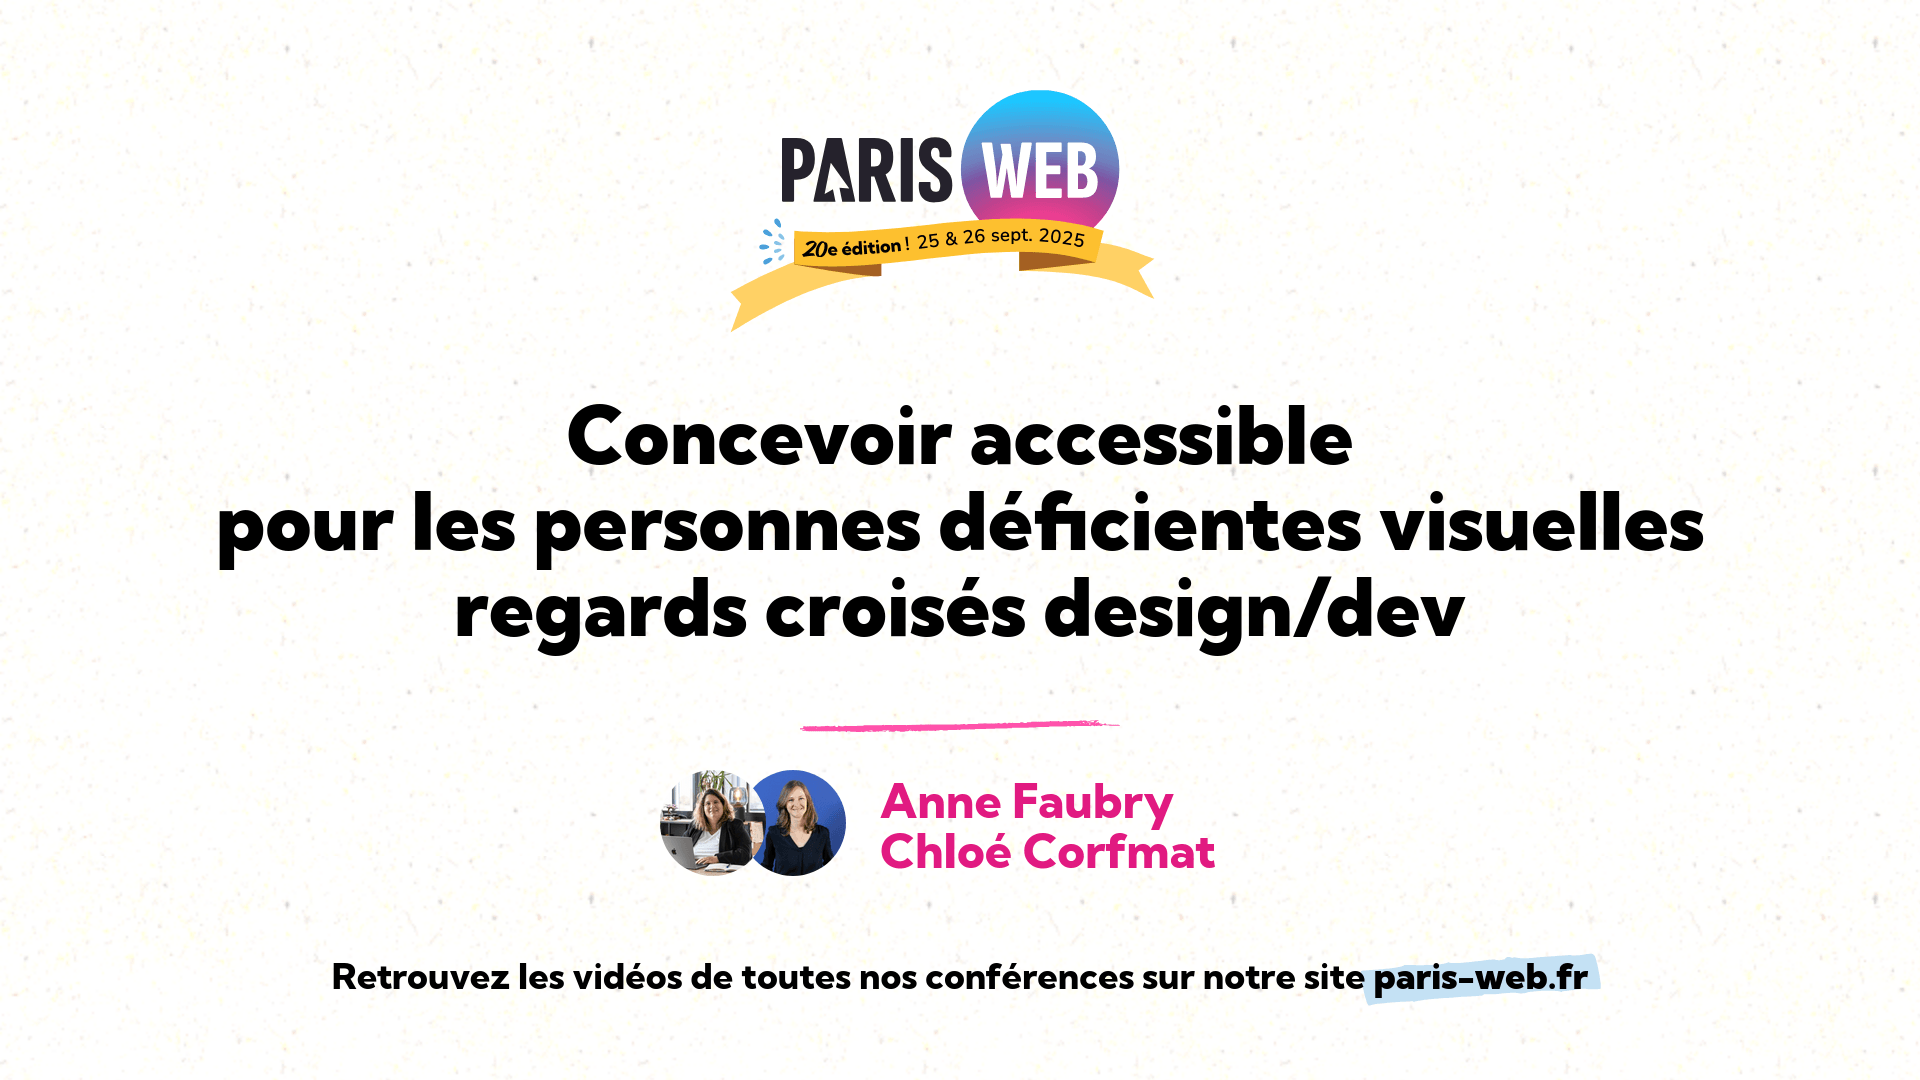 PARIS WEB
20e édition ! 25 & 26 sept. 2025
Concevoir accessible
pour les personnes déficientes visuelles
regards croisés design/dev
Anne Faubry
Chloé Corfmat
Retrouvez les vidéos de toutes nos conférences sur notre site paris-web.fr